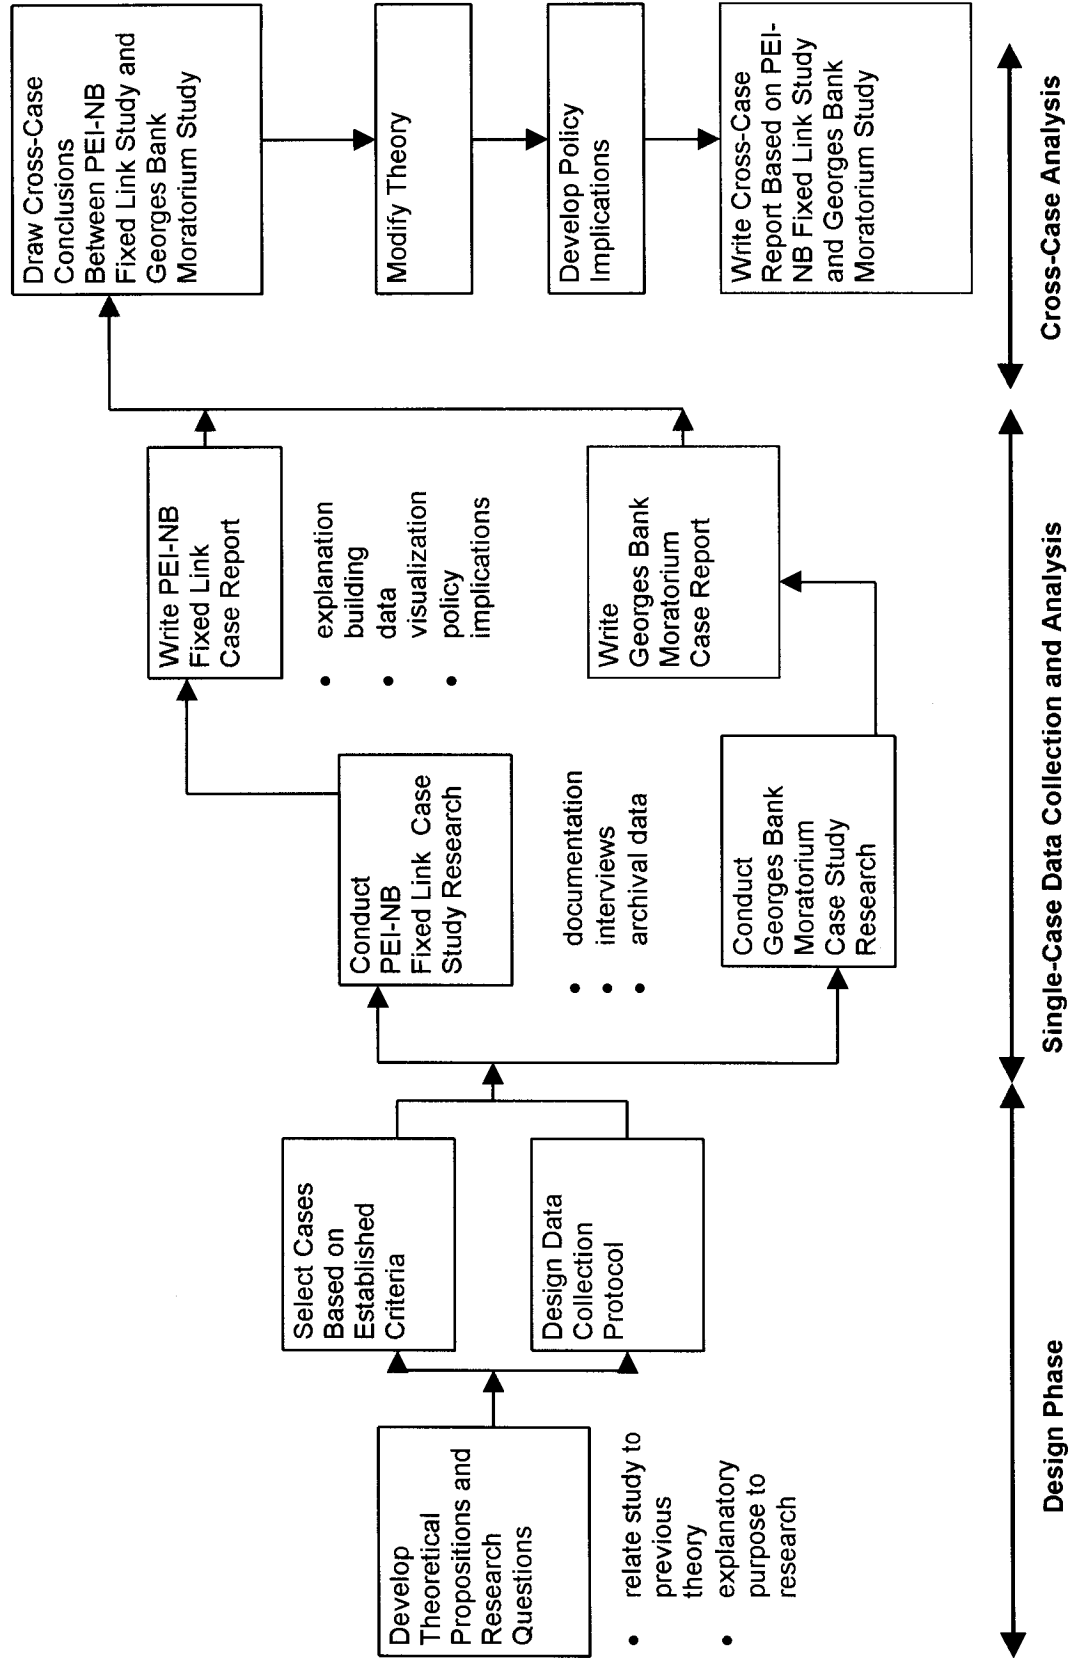 Develop
Theoretical
Propositions and
Research
Questions
• relate study to
previous
theory
• explanatory
purpose to
research
Select Cases
Based on
Established
Criteria
Design Data
Collection
Protocol
Conduct
PEI-NB
Fixed Link Case
Study Research
• documentation
• interviews
• archival data
Conduct
Georges Bank
Moratorium
Case Study
Research
Write PEI-NB
Fixed Link
Case Report
• explanation
building
• data
visualization
• policy
implications
Write
Georges Bank
Moratorium
Case Report
Draw Cross-Case
Conclusions
Between PEI-NB
Fixed Link Study and
Georges Bank
Moratorium Study
Modify Theory
Develop Policy
Implications
Write Cross-Case
Report Based on PEI-
NB Fixed Link Study
and Georges Bank
Moratorium Study
Design Phase
Single-Case Data Collection and Analysis
Cross-Case Analysis